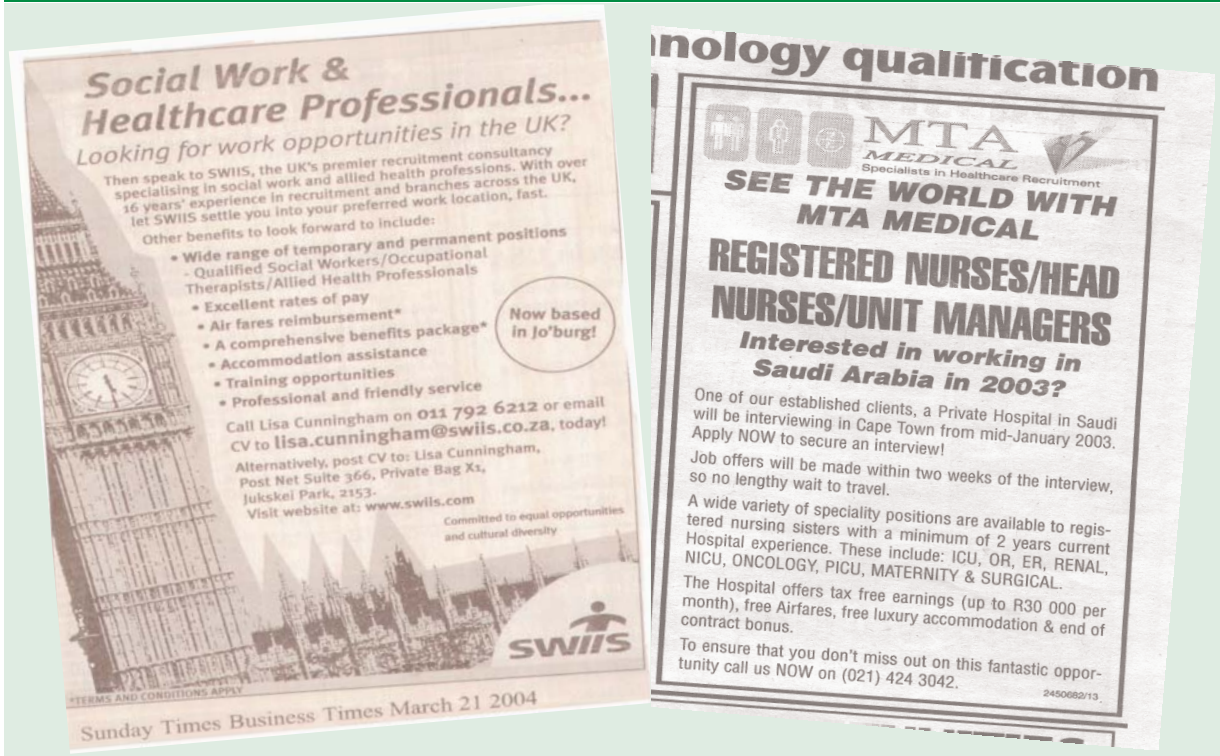 Social Work &
Healthcare Professionals...
Looking for work opportunities in the UK?
Then speak to SWIIS, the UK's premier recruitment consultancy
specialising in social work and allied health professions. With over
16 years' experience in recruitment and branches across the UK,
let SWIIS settle you into your preferred work location, fast.
Other benefits to look forward to include:
• Wide range of temporary and permanent positions
- Qualified Social Workers/Occupational
Therapists/Allied Health Professionals
• Excellent rates of pay
• Air fares reimbursement*
• A comprehensive benefits package*
• Accommodation assistance
• Training opportunities
• Professional and friendly service
Now based
in Jo'burg!
Call Lisa Cunningham on 011 792 6212 or email
CV to lisa.cunningham@swiis.co.za, today!
Alternatively, post CV to: Lisa Cunningham,
Post Net Suite 366, Private Bag X1,
Jukskei Park, 2153.
Visit website at: www.swiis.com
Committed to equal opportunities
and cultural diversity
SWIIS
*TERMS AND CONDITIONS APPLY
Sunday Times Business Times March 21 2004
nology qualification
MTA
MEDICAL
Specialists in Healthcare Recruitment
SEE THE WORLD WITH
MTA MEDICAL
REGISTERED NURSES/HEAD
NURSES/UNIT MANAGERS
Interested in working in
Saudi Arabia in 2003?
One of our established clients, a Private Hospital in Saudi
will be interviewing in Cape Town from mid-January 2003.
Apply NOW to secure an interview!
Job offers will be made within two weeks of the interview,
so no lengthy wait to travel.
A wide variety of speciality positions are available to regis-
tered nursing sisters with a minimum of 2 years current
Hospital experience. These include: ICU, OR, ER, RENAL,
NICU, ONCOLOGY, PICU, MATERNITY & SURGICAL.
The Hospital offers tax free earnings (up to R30 000 per
month), free Airfares, free luxury accommodation & end of
contract bonus.
To ensure that you don't miss out on this fantastic oppor-
tunity call us NOW on (021) 424 3042.
2450682/13